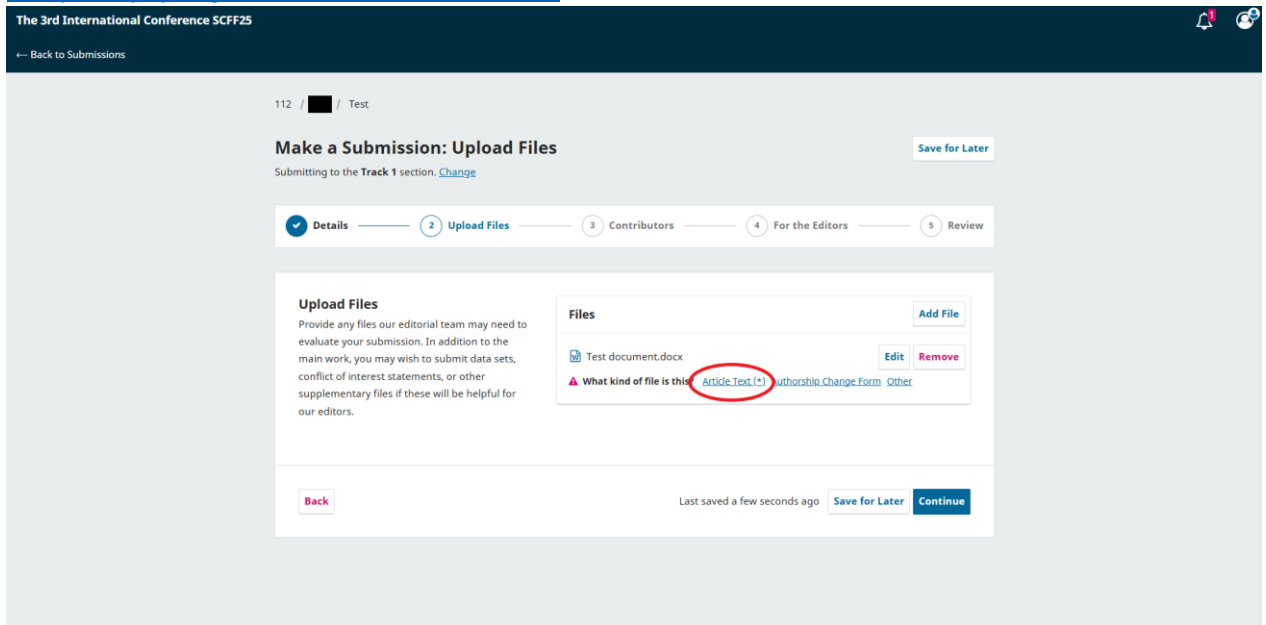 The 3rd International Conference SCFF25
1
← Back to Submissions
112 / / Test
Make a Submission: Upload Files
Save for Later
Submitting to the Track 1 section. Change
Details
2 Upload Files
3 Contributors
4 For the Editors
5 Review
Upload Files
Provide any files our editorial team may need to
evaluate your submission. In addition to the
main work, you may wish to submit data sets,
conflict of interest statements, or other
supplementary files if these will be helpful for
our editors.
Files
Add File
Test document.docx
Edit Remove
What kind of file is this? Article Text (*) Authorship Change Form Other
Back
Last saved a few seconds ago Save for Later Continue